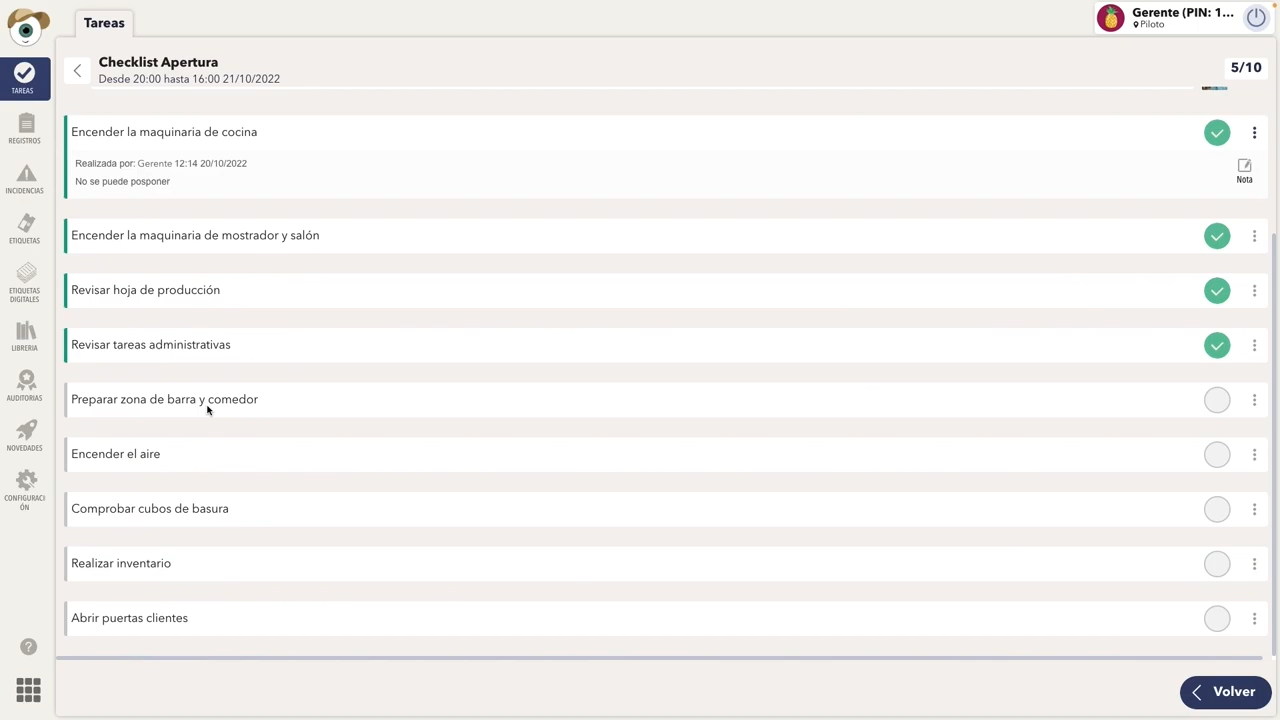 Tareas
Gerente (PIN: 1...
Piloto
Checklist Apertura
Desde 20:00 hasta 16:00 21/10/2022
5/10
TAREAS
REGISTROS
INCIDENCIAS
ETIQUETAS
ETIQUETAS
DIGITALES
LIBRERIA
AUDITORIAS
NOVEDADES
CONFIGURACI
ÓN
?
Encender la maquinaria de cocina
Realizada por: Gerente 12:14 20/10/2022
No se puede posponer
Nota
Encender la maquinaria de mostrador y salón
Revisar hoja de producción
Revisar tareas administrativas
Preparar zona de barra y comedor
Encender el aire
Comprobar cubos de basura
Realizar inventario
Abrir puertas clientes
Volver